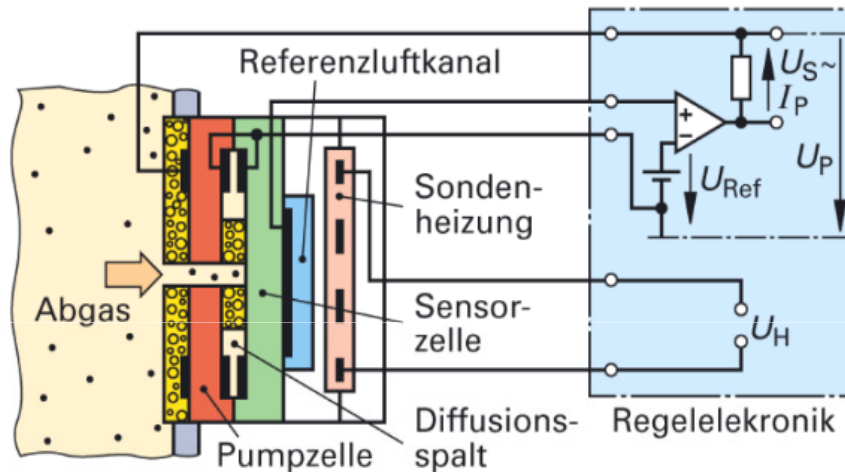 Referenzluftkanal
Abgas
Sonden-
heizung
Sensor-
zelle
Diffusions-
spalt
Pumpzelle
+
−
U_S~
I_P
U_P
U_Ref
U_H
Regelelekronik